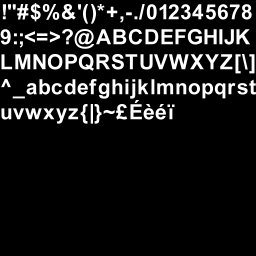 !"#$%&'()*+,-./012345678
9:;<=>?@ABCDEFGHIJK
LMNOPQRSTUVWXYZ[\]
^_abcdefghijklmnopqrst
uvwxyz{|}~£Éèéï